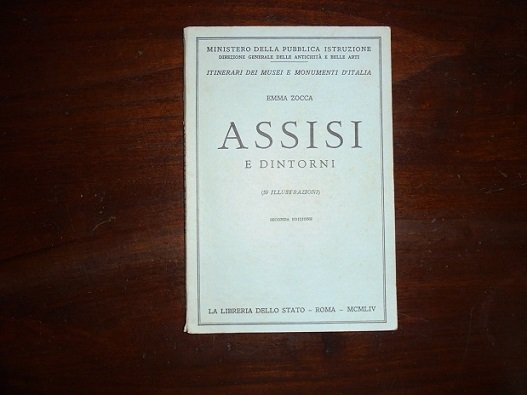 MINISTERO DELLA PUBBLICA ISTRUZIONE
DIREZIONE GENERALE DELLE ANTICHITÀ E BELLE ARTI
ITINERARI DEI MUSEI E MONUMENTI D'ITALIA
EMMA ZOCCA
ASSISI
E DINTORNI
ILLUSTRAZIONI)
SECONDA EDIZIONE
LA LIBRERIA DELLO STATO - ROMA - MCMLIV